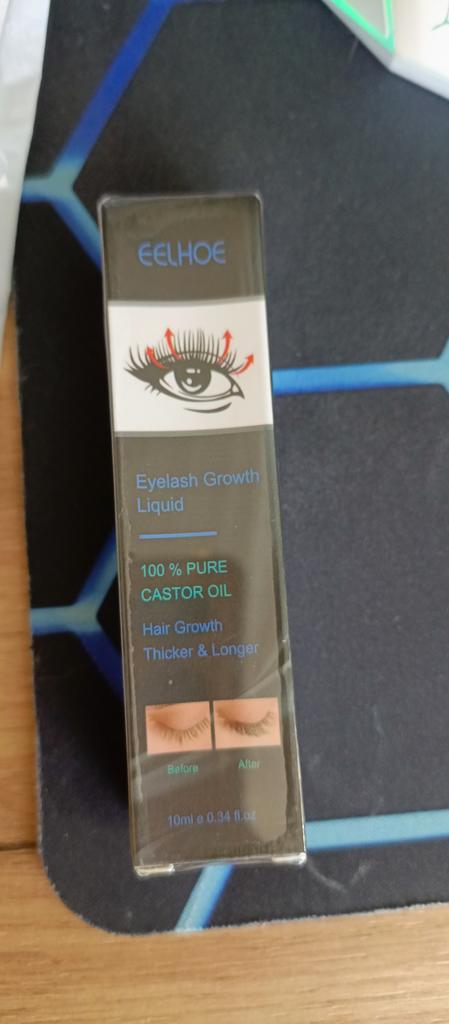 EELHOE
Eyelash Growth
Liquid
100 % PURE
CASTOR OIL
Hair Growth
Thicker & Longer
Before After
10ml e 0.34 fl.oz